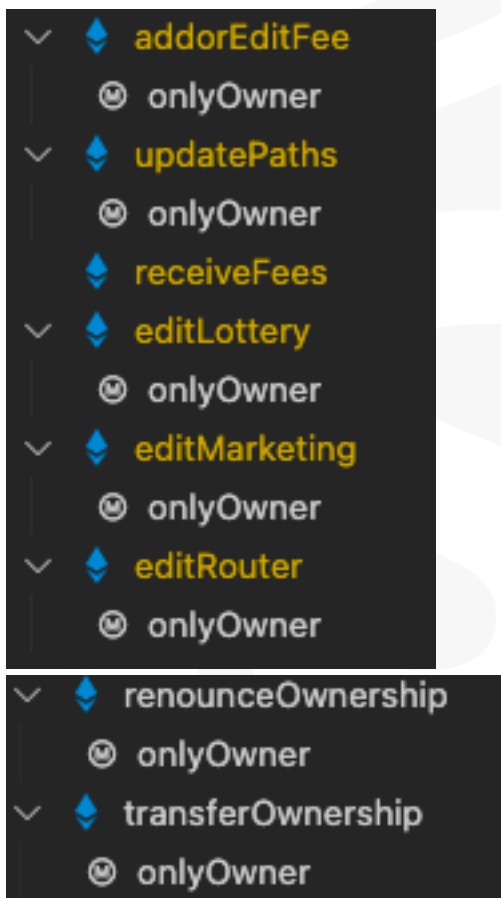 addorEditFee
onlyOwner
updatePaths
onlyOwner
receiveFees
editLottery
onlyOwner
editMarketing
onlyOwner
editRouter
onlyOwner
renounceOwnership
onlyOwner
transferOwnership
onlyOwner